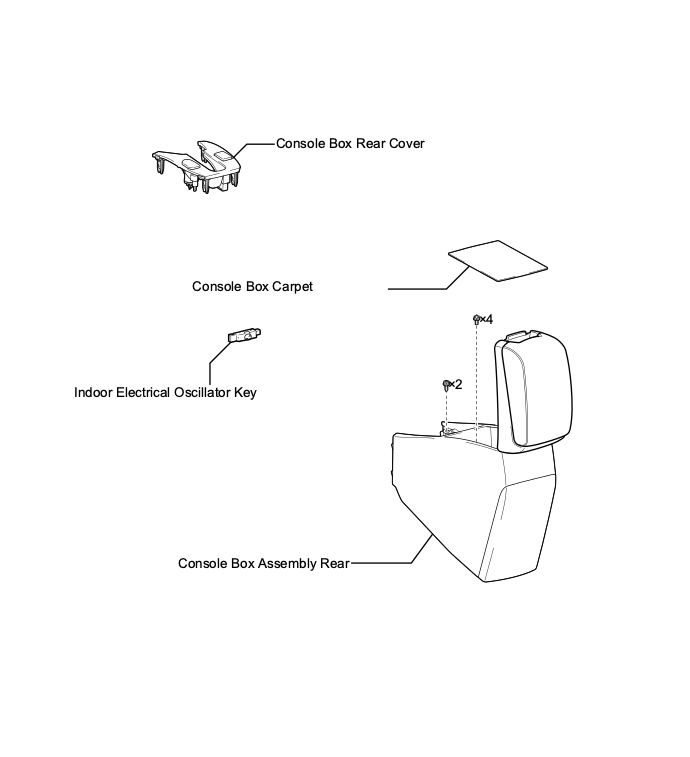 Console Box Rear Cover
Console Box Carpet
×4
Indoor Electrical Oscillator Key
×2
Console Box Assembly Rear